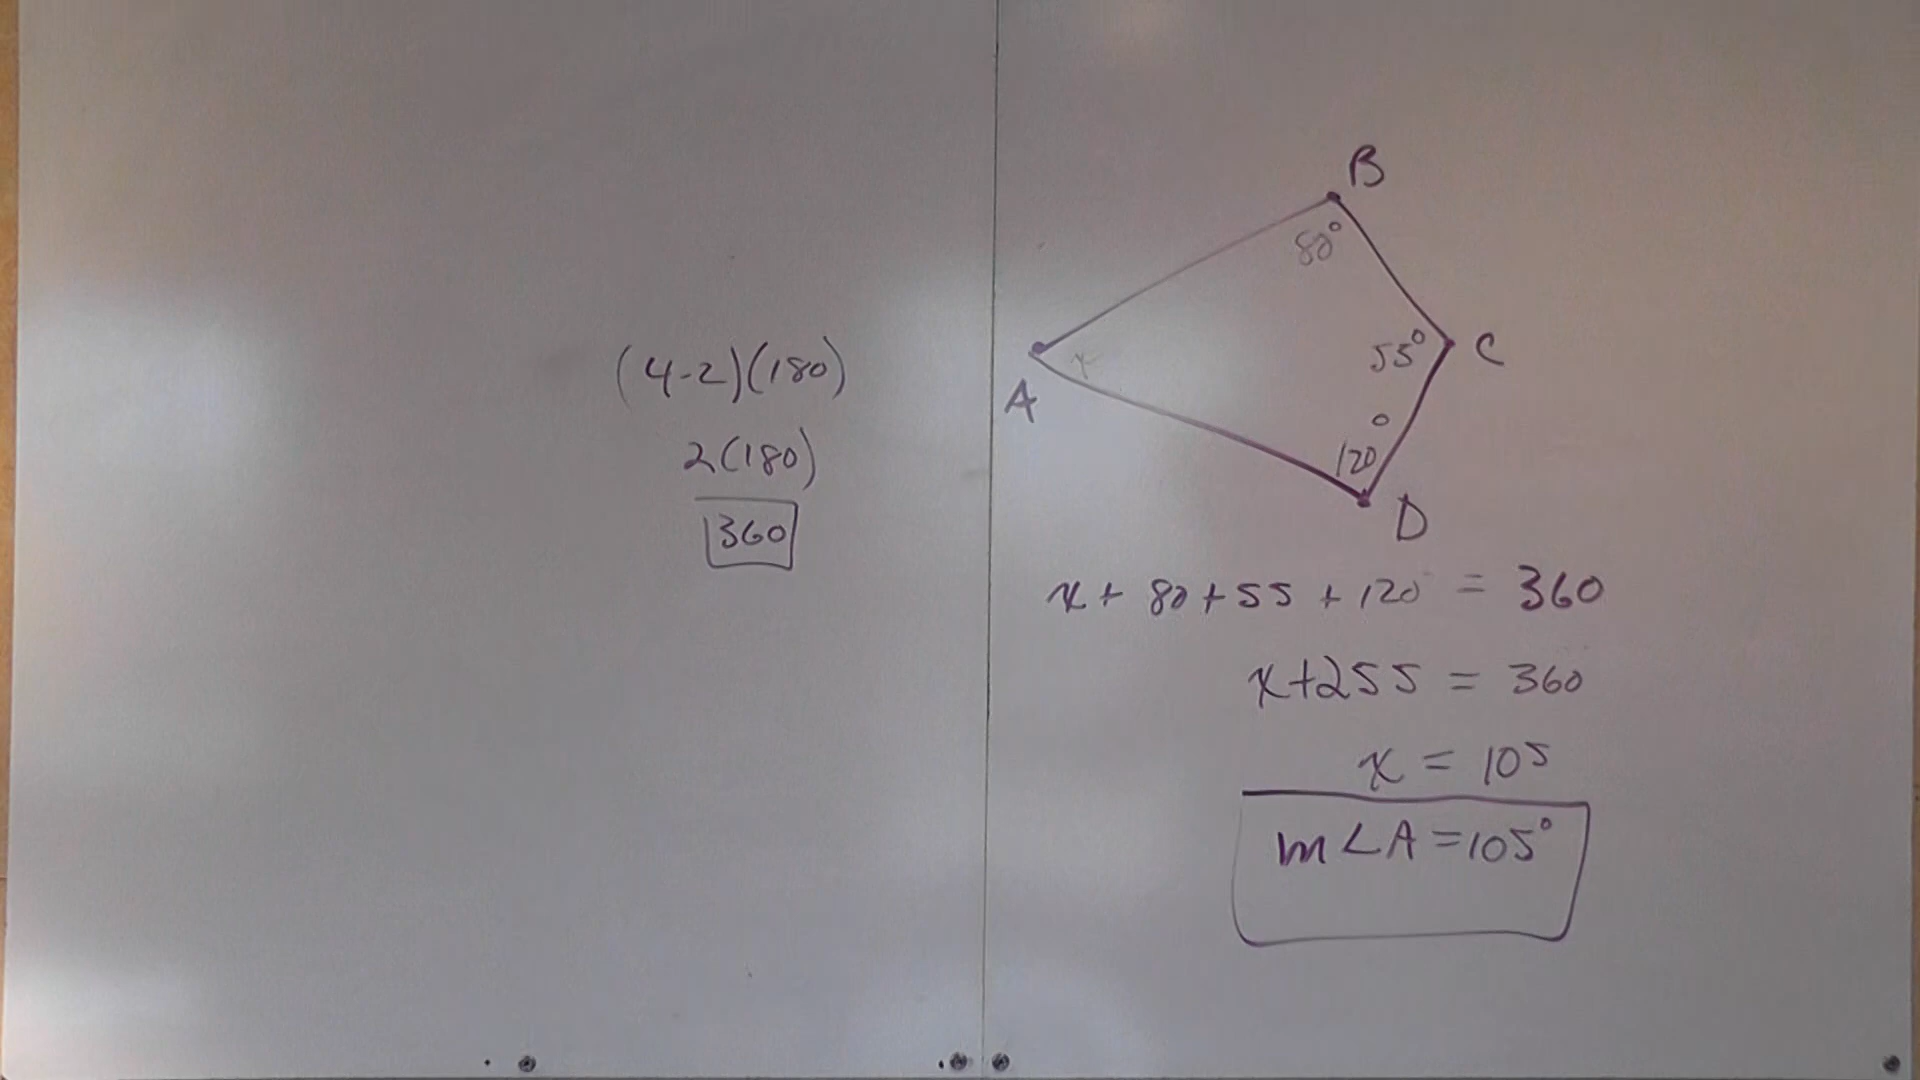 (4-2)(180)
2(180)
360
B
80°
x
55°
C
A
120°
D
x + 80 + 55 + 120 = 360
x+255 = 360
x = 105
m∠A=105°